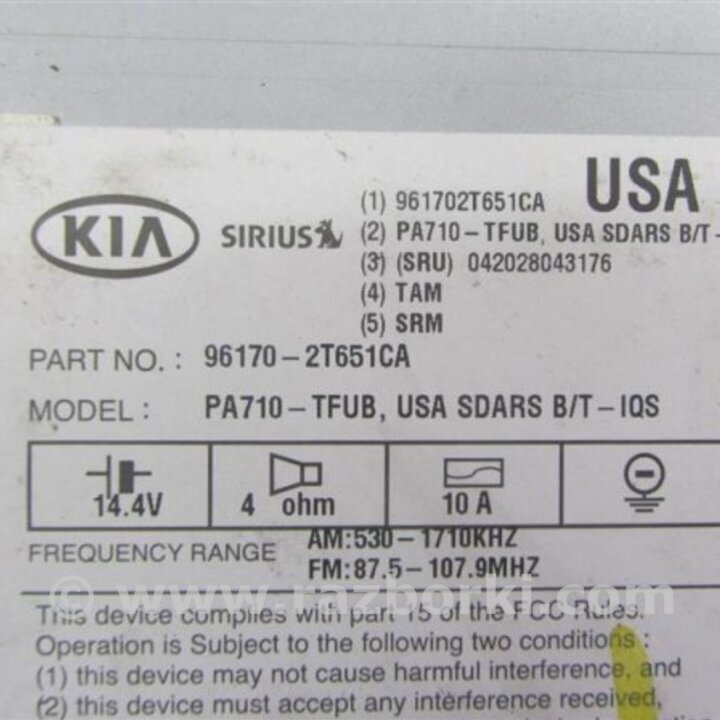 USA
KIA
SIRIUS
(1) 961702T651CA
(2) PA710-TFUB, USA SDARS B/T-
(3) (SRU) 042028043176
(4) TAM
(5) SRM
PART NO. : 96170-2T651CA
MODEL : PA710-TFUB, USA SDARS B/T-IQS
14.4V 4 ohm 10 A
FREQUENCY RANGE AM:530-1710KHZ
FM:87.5-107.9MHZ
© www.razborki.com
This device complies with part 15 of the FCC Rules.
Operation is Subject to the following two conditions :
(1) this device may not cause harmful interference, and
(2) this device must accept any interference received,